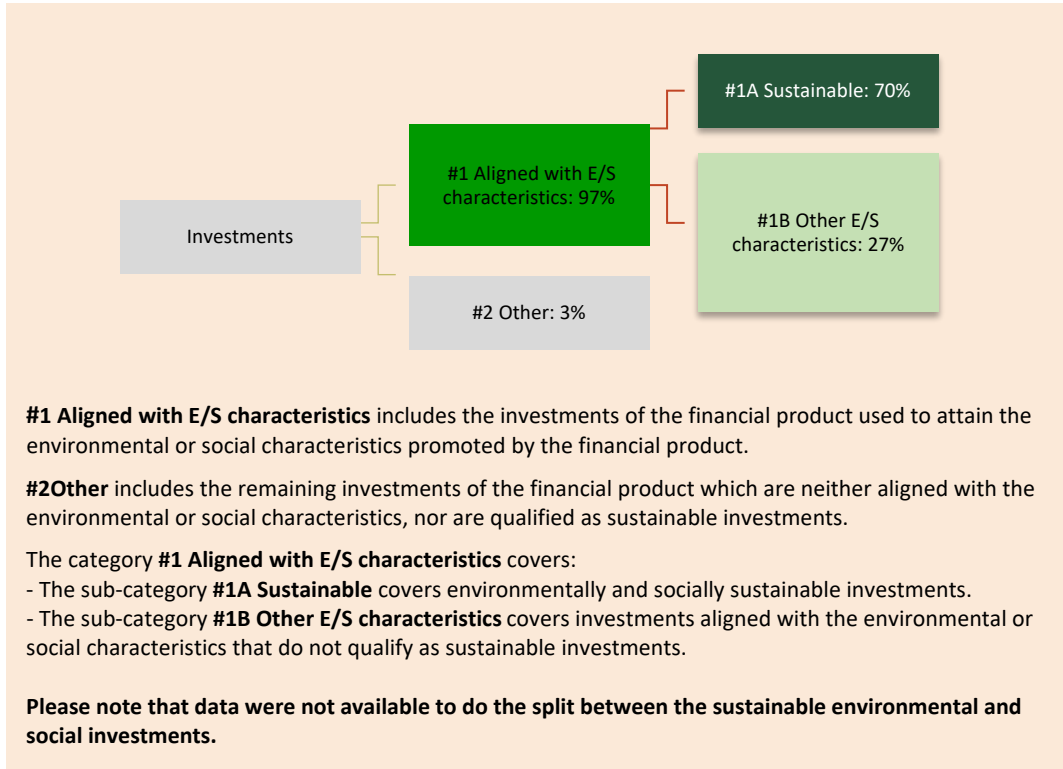 #1A Sustainable: 70%
#1 Aligned with E/S
characteristics: 97%
#1B Other E/S
characteristics: 27%
Investments
#2 Other: 3%
#1 Aligned with E/S characteristics includes the investments of the financial product used to attain the
environmental or social characteristics promoted by the financial product.
#2Other includes the remaining investments of the financial product which are neither aligned with the
environmental or social characteristics, nor are qualified as sustainable investments.
The category #1 Aligned with E/S characteristics covers:
- The sub-category #1A Sustainable covers environmentally and socially sustainable investments.
- The sub-category #1B Other E/S characteristics covers investments aligned with the environmental or
social characteristics that do not qualify as sustainable investments.
Please note that data were not available to do the split between the sustainable environmental and
social investments.